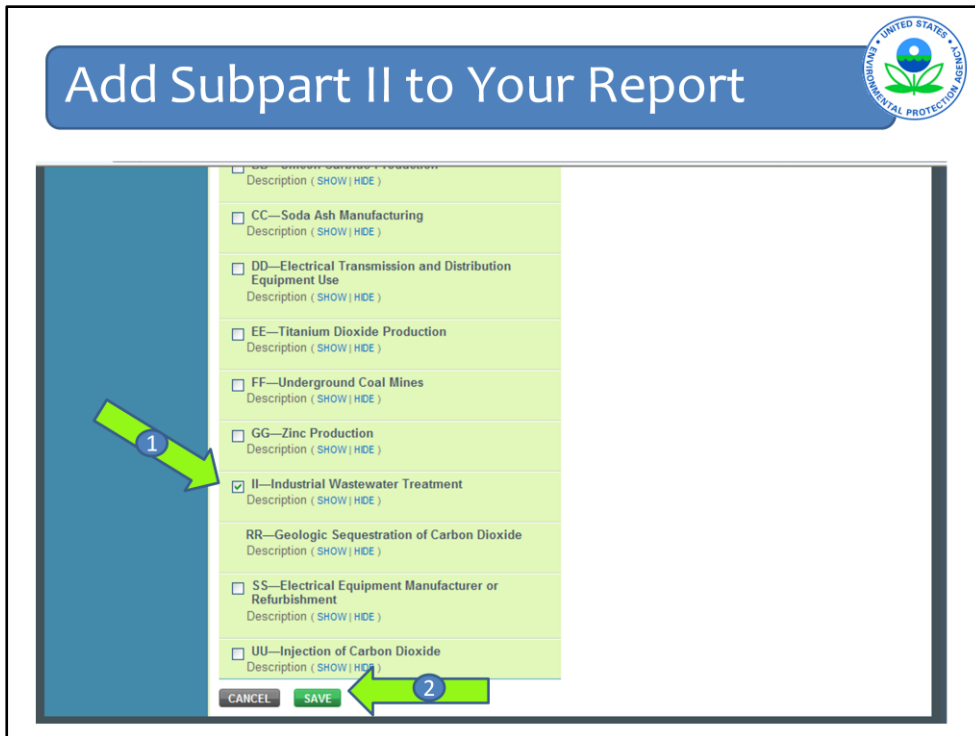 Add Subpart II to Your Report
UNITED STATES
ENVIRONMENTAL PROTECTION AGENCY
Description ( SHOW | HIDE )
CC—Soda Ash Manufacturing
Description ( SHOW | HIDE )
DD—Electrical Transmission and Distribution
Equipment Use
Description ( SHOW | HIDE )
EE—Titanium Dioxide Production
Description ( SHOW | HIDE )
FF—Underground Coal Mines
Description ( SHOW | HIDE )
GG—Zinc Production
Description ( SHOW | HIDE )
1
II—Industrial Wastewater Treatment
Description ( SHOW | HIDE )
RR—Geologic Sequestration of Carbon Dioxide
Description ( SHOW | HIDE )
SS—Electrical Equipment Manufacturer or
Refurbishment
Description ( SHOW | HIDE )
UU—Injection of Carbon Dioxide
Description ( SHOW | HIDE )
CANCEL SAVE 2